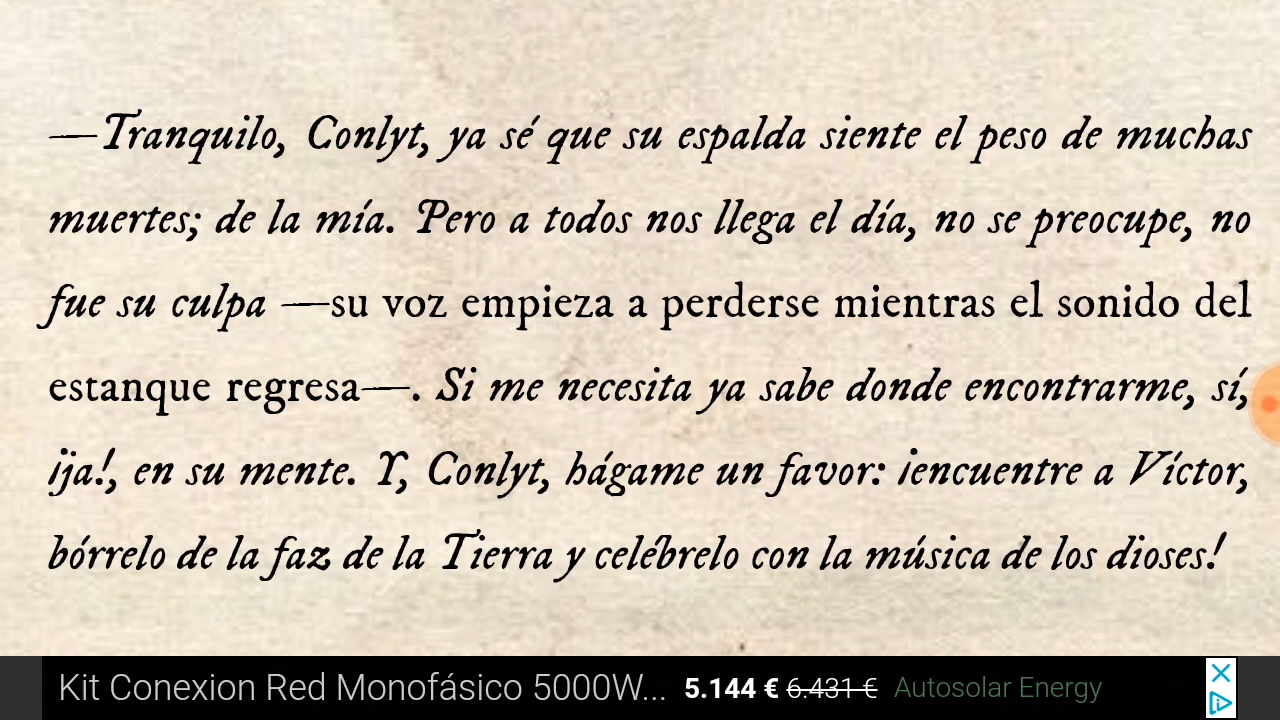 —Tranquilo, Conlyt, ya sé que su espalda siente el peso de muchas
muertes; de la mía. Pero a todos nos llega el día, no se preocupe, no
fue su culpa —su voz empieza a perderse mientras el sonido del
estanque regresa—. Si me necesita ya sabe donde encontrarme, sí,
¡ja!, en su mente. Y, Conlyt, hágame un favor: ¡encuentre a Víctor,
bórrelo de la faz de la Tierra y celébrelo con la música de los dioses!
Kit Conexion Red Monofásico 5000W... 5.144 € 6.431 € Autosolar Energy